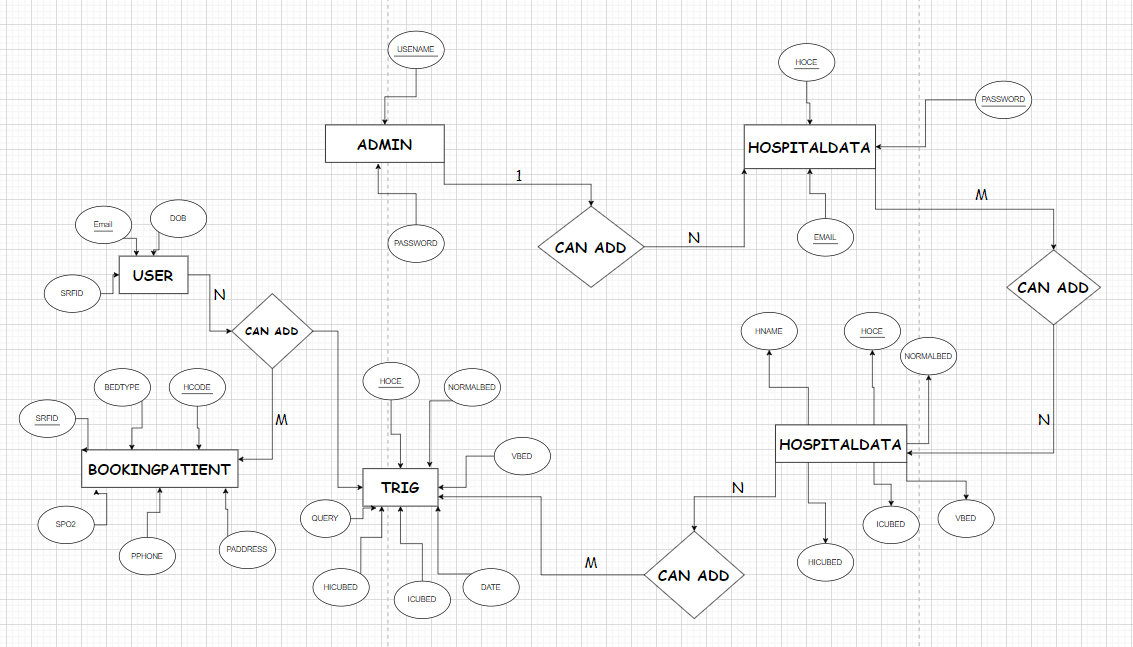 USENAME
HOCE
PASSWORD
ADMIN
HOSPITALDATA
1
M
Email
DOB
PASSWORD
CAN ADD
N
EMAIL
USER
SRFID
N
CAN ADD
CAN ADD
HNAME
HOCE
NORMALBED
BEDTYPE
HCODE
HOCE
NORMALBED
SRFID
M
N
HOSPITALDATA
BOOKINGPATIENT
VBED
TRIG
N
QUERY
SPO2
ICUBED
VBED
PPHONE
PADDRESS
M
HICUBED
CAN ADD
HICUBED
ICUBED
DATE